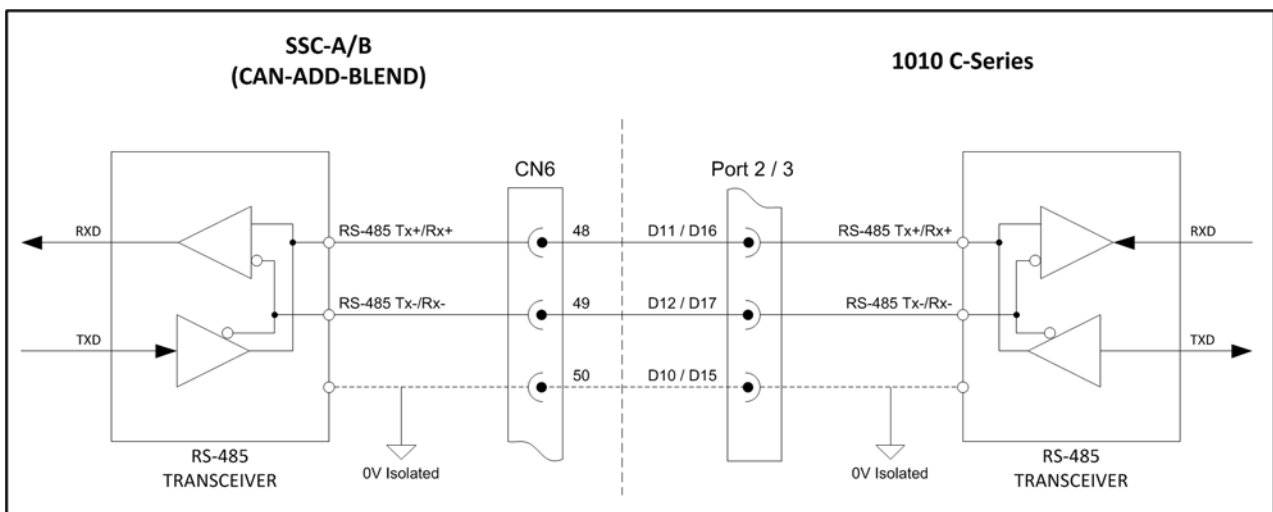 SSC-A/B
(CAN-ADD-BLEND)
1010 C-Series
CN6
Port 2 / 3
RXD
RS-485 Tx+/Rx+
48
D11 / D16
RS-485 Tx+/Rx+
RXD
RS-485 Tx-/Rx-
49
D12 / D17
RS-485 Tx-/Rx-
TXD
TXD
50
D10 / D15
RS-485
TRANSCEIVER
0V Isolated
0V Isolated
RS-485
TRANSCEIVER